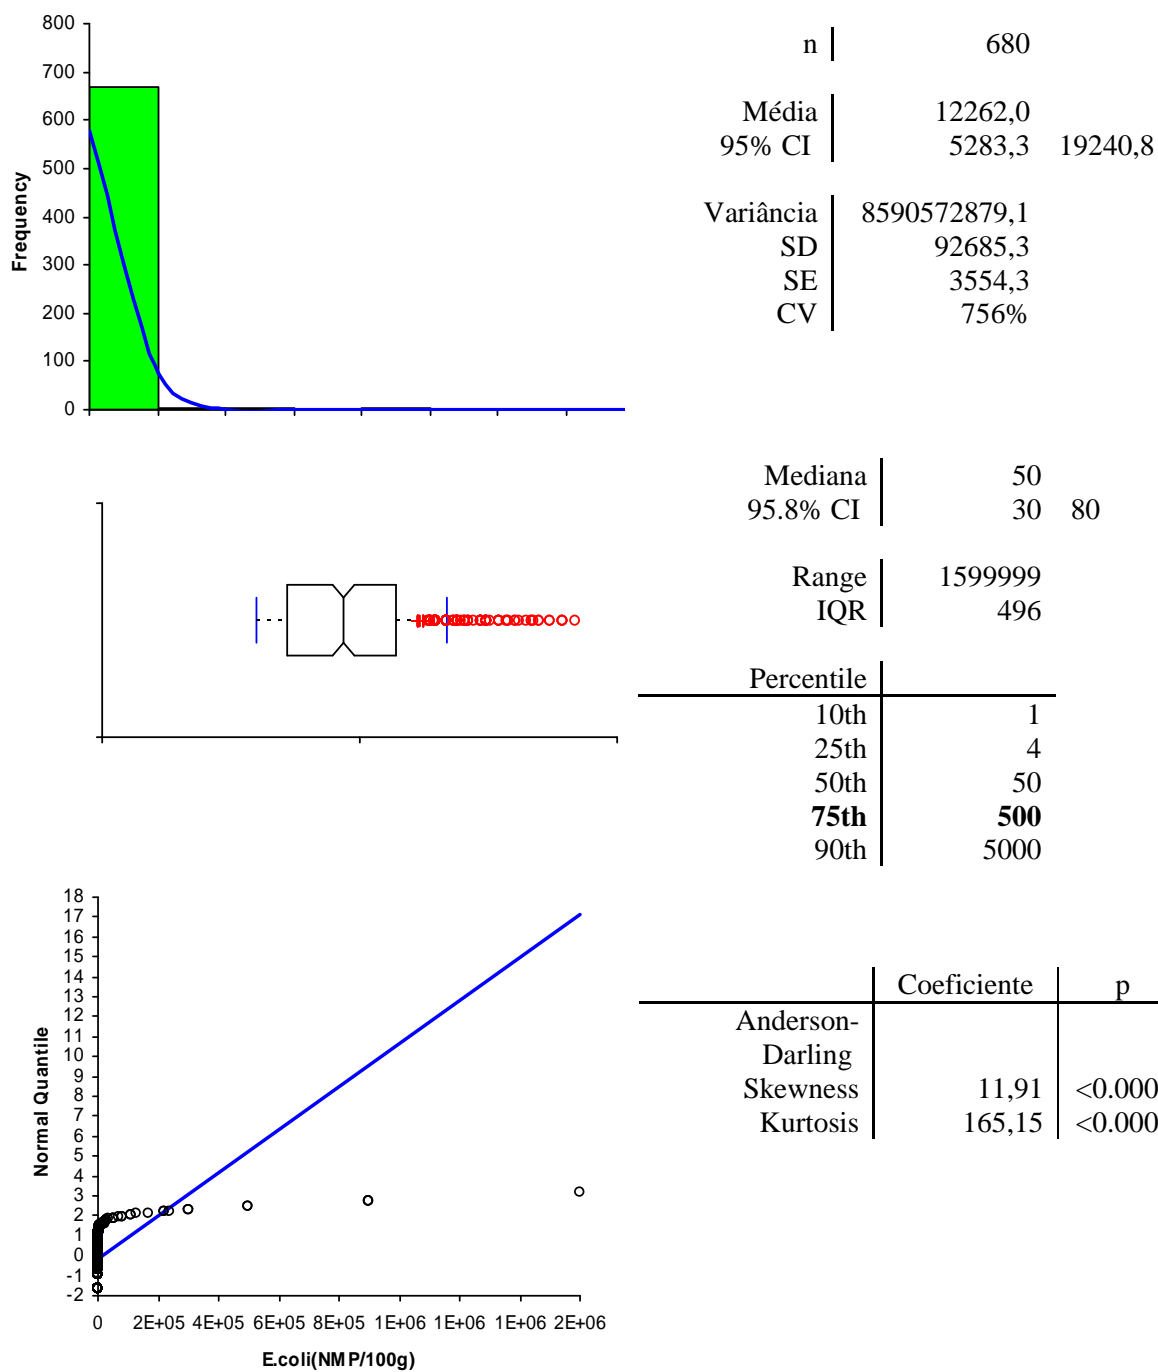 800
700
600
500
400
300
200
100
0
Frequency
n 680
Média 12262,0
95% CI 5283,3 19240,8
Variância 8590572879,1
SD 92685,3
SE 3554,3
CV 756%
Mediana 50
95.8% CI 30 80
Range 1599999
IQR 496
Percentile
10th 1
25th 4
50th 50
75th 500
90th 5000
18
17
16
15
14
13
12
11
10
9
8
7
6
5
4
3
2
1
0
-1
-2
Normal Quantile
0 2E+05 4E+05 6E+05 8E+05 1E+06 1E+06 1E+06 2E+06
E.coli(NMP/100g)
Coeficiente p
Anderson-
Darling
Skewness 11,91 <0.000
Kurtosis 165,15 <0.000